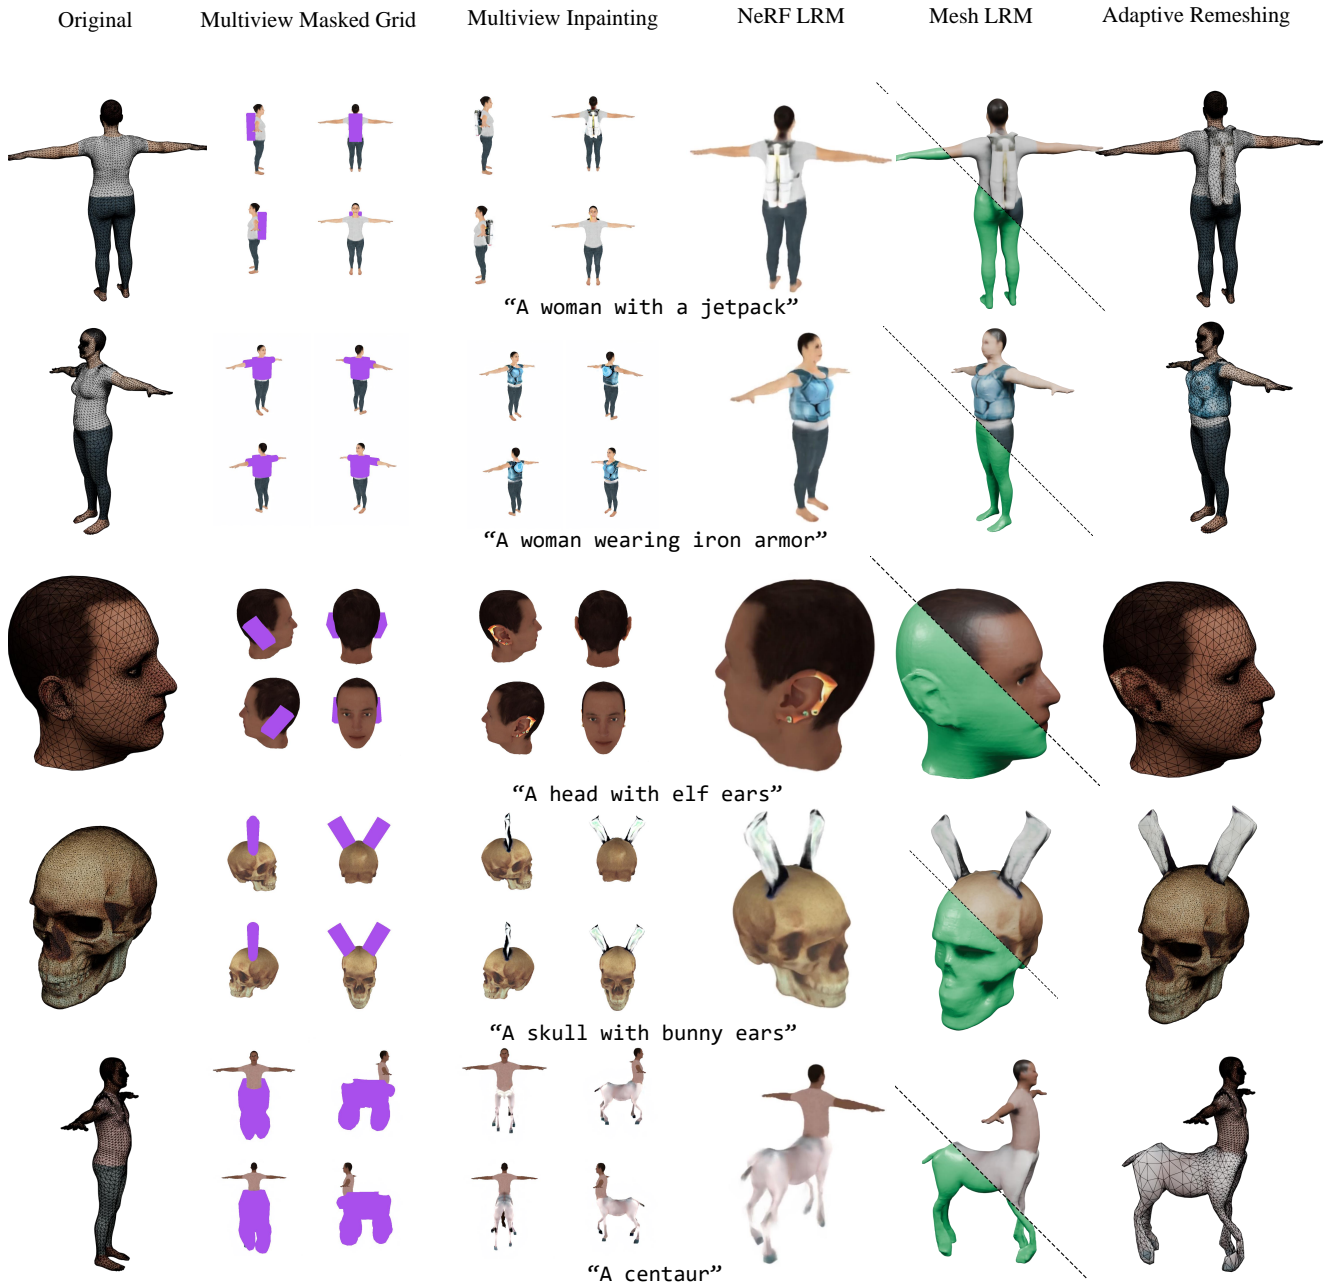 Original Multiview Masked Grid Multiview Inpainting NeRF LRM Mesh LRM Adaptive Remeshing
“A woman with a jetpack”
“A woman wearing iron armor”
“A head with elf ears”
“A skull with bunny ears”
“A centaur”